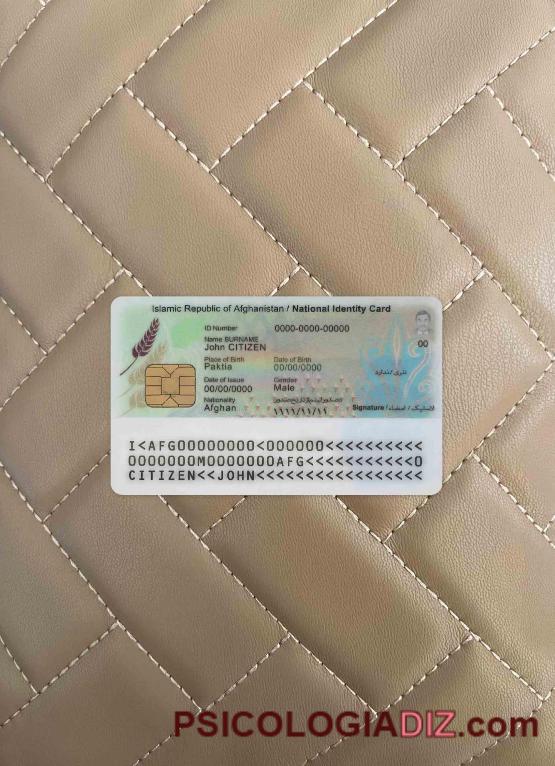 Islamic Republic of Afghanistan / National Identity Card
ID Number 0000-0000-00000
Name SURNAME
John CITIZEN
00
Place of Birth Date of Birth
Paktia 00/00/0000
Date of Issue Gender
00/00/0000 Male
Nationality
Afghan ۱۹۹۹/۱۱/۱۱
Signature / امضاء /
I<AFG00000000<000000<<<<<<<<<<
0000000M0000000AFG<<<<<<<<<<<0
CITIZEN<<JOHN<<<<<<<<<<<<<<<<<
PSICOLOGIADIZ.com